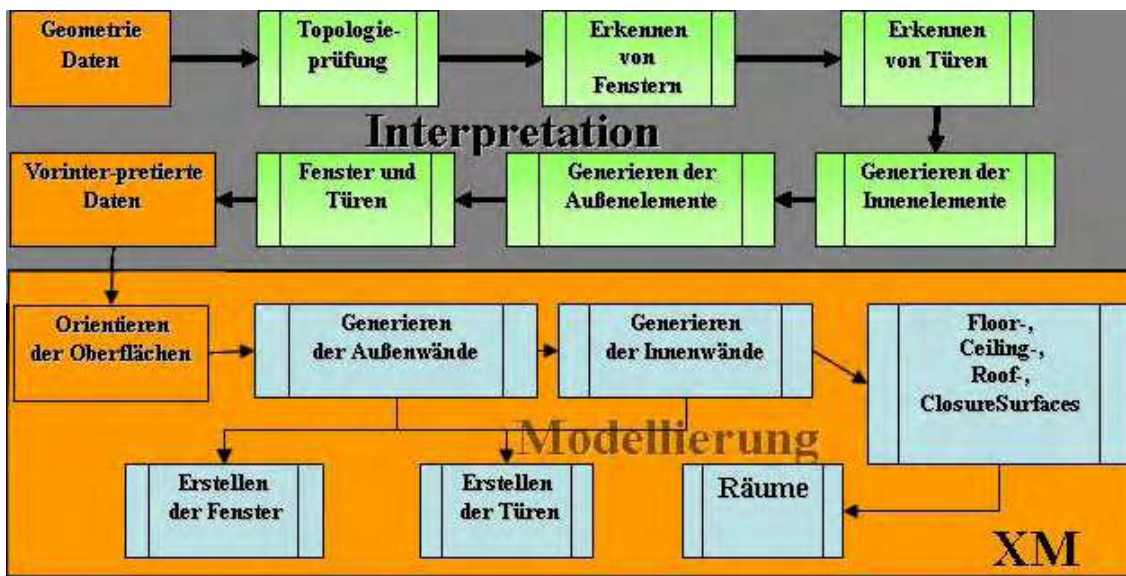 Geometrie
Daten
Topologie-
prüfung
Erkennen
von
Fenstern
Erkennen
von Türen
Interpretation
Vorinter-pretierte
Daten
Fenster und
Türen
Generieren der
Außenelemente
Generieren der
Innenelemente
Orientieren
der Oberflächen
Generieren
der Außenwände
Generieren
der Innenwände
Floor-,
Ceiling-,
Roof-,
ClosureSurfaces
Modellierung
Erstellen
der Fenster
Erstellen
der Türen
Räume
XM